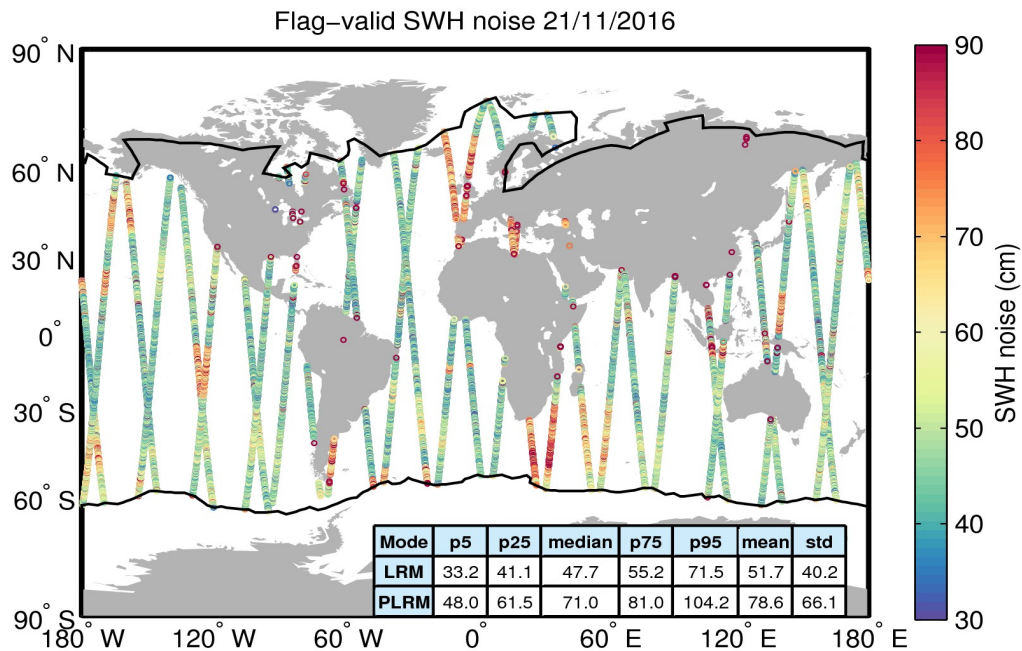 Flag−valid SWH noise 21/11/2016
90° N
60° N
30° N
0°
30° S
60° S
90° S
180° W
120° W
60° W
0°
60° E
120° E
180° E
90
80
70
60
50
40
30
SWH noise (cm)
Mode p5 p25 median p75 p95 mean std
LRM 33.2 41.1 47.7 55.2 71.5 51.7 40.2
PLRM 48.0 61.5 71.0 81.0 104.2 78.6 66.1